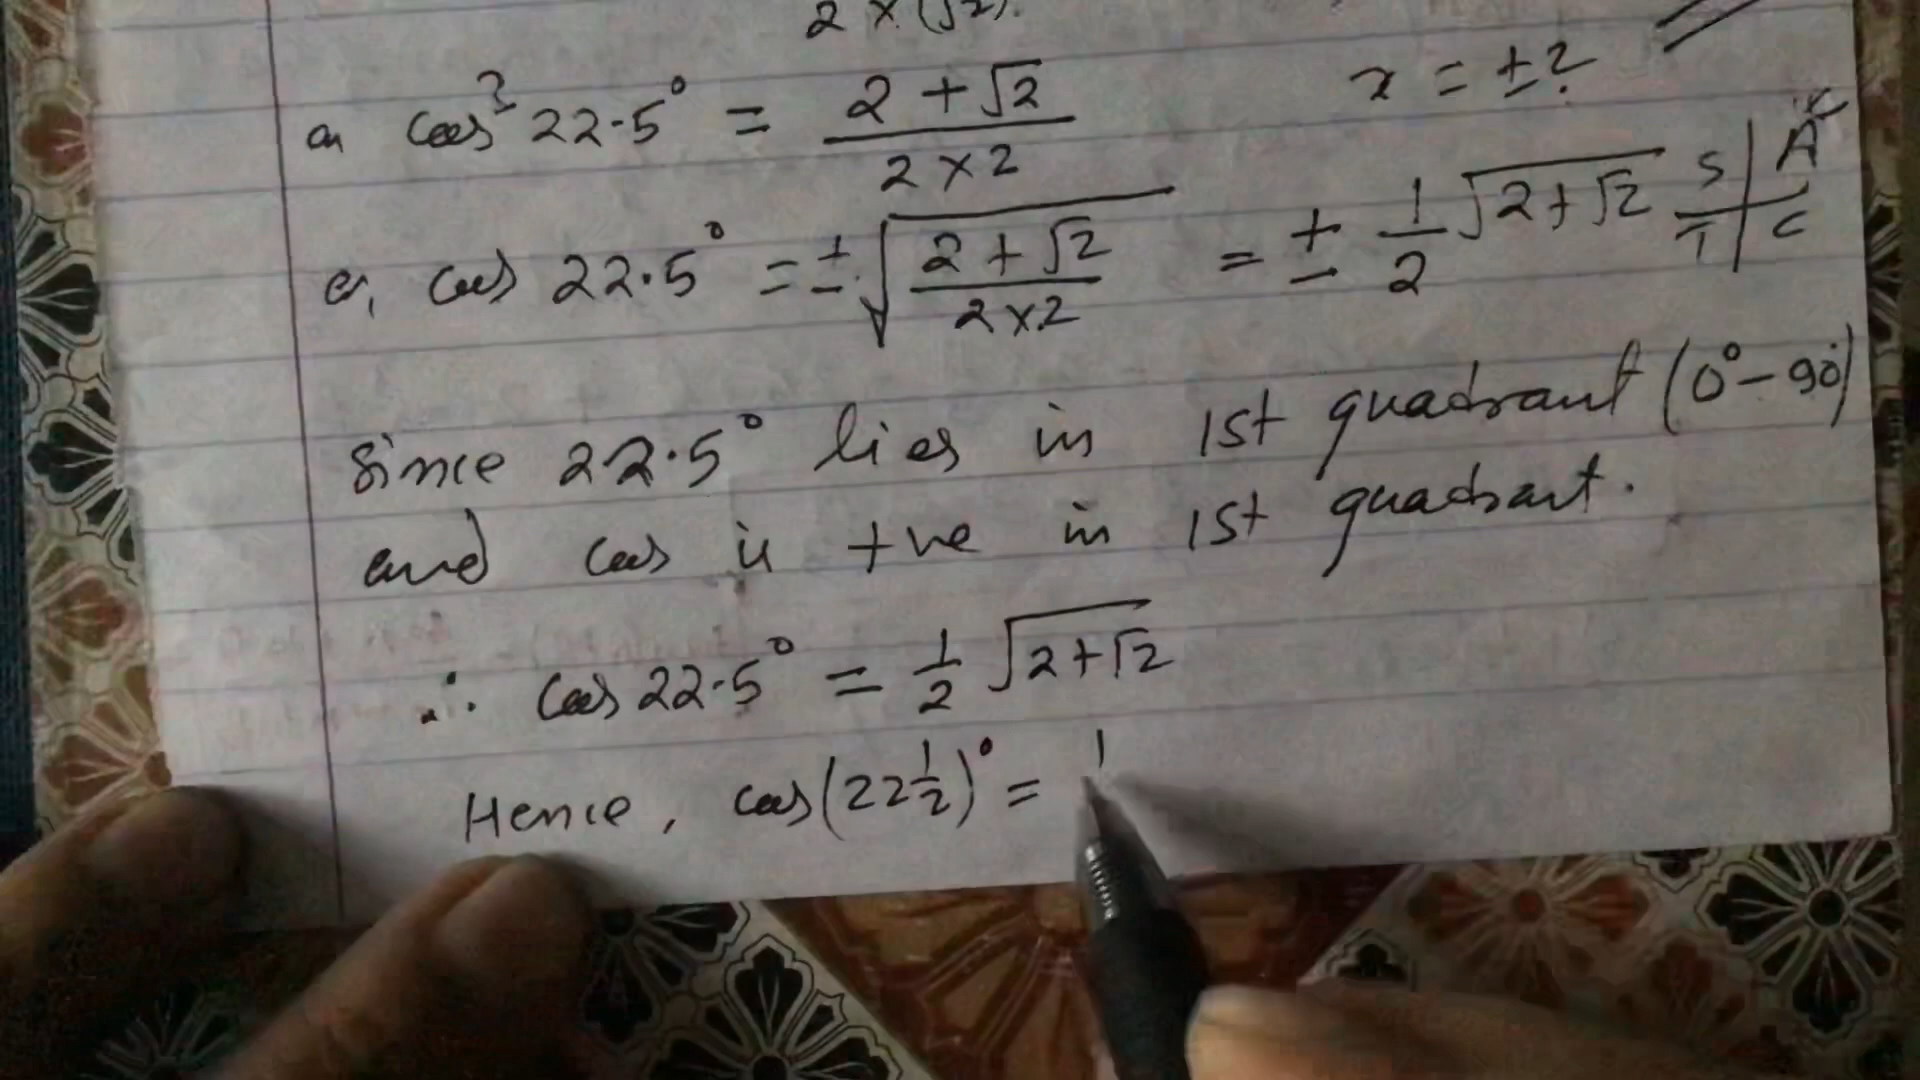 2 × (√2).
or cos² 22.5° = (2 + √2)/(2 × 2)
x = ± 2
or, cos 22.5° = ± √((2 + √2)/(2 × 2)) = ± 1/2 √(2 + √2)
S | A
T | C
Since 22.5° lies in 1st quadrant (0° – 90°)
and cos is +ve in 1st quadrant.
∴ cos 22.5° = 1/2 √(2 + √2)
Hence, cos(22 1/2)° = 1